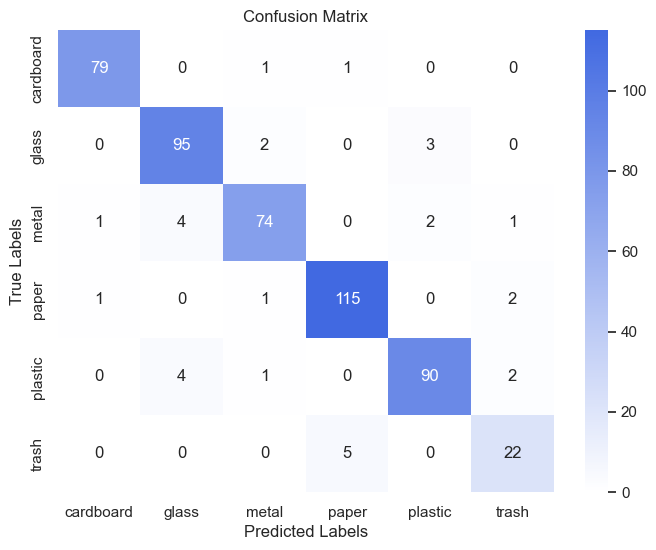 Confusion Matrix
True Labels
cardboard 79 0 1 1 0 0
glass 0 95 2 0 3 0
metal 1 4 74 0 2 1
paper 1 0 1 115 0 2
plastic 0 4 1 0 90 2
trash 0 0 0 5 0 22
cardboard glass metal paper plastic trash
Predicted Labels
100
80
60
40
20
0